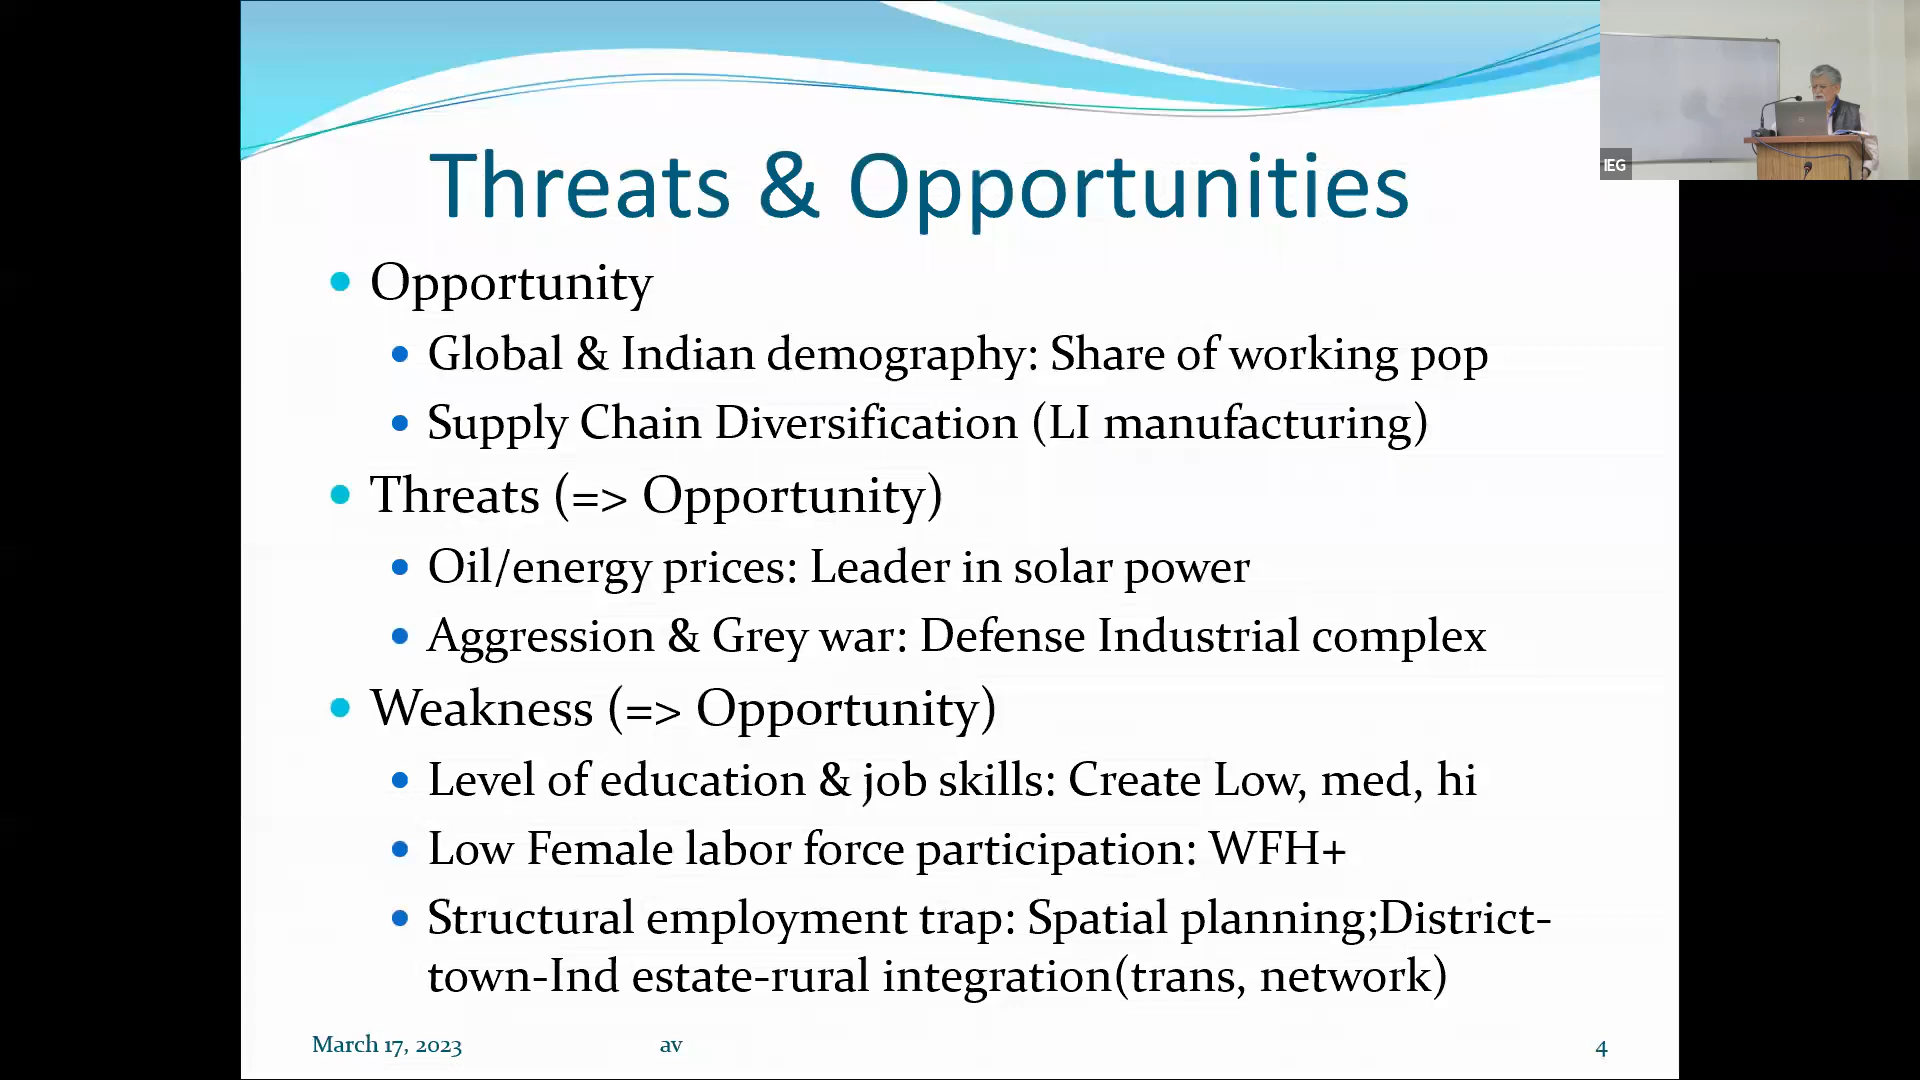 Threats & Opportunities
IEG
Opportunity
Global & Indian demography: Share of working pop
Supply Chain Diversification (LI manufacturing)
Threats (=> Opportunity)
Oil/energy prices: Leader in solar power
Aggression & Grey war: Defense Industrial complex
Weakness (=> Opportunity)
Level of education & job skills: Create Low, med, hi
Low Female labor force participation: WFH+
Structural employment trap: Spatial planning;District-
town-Ind estate-rural integration(trans, network)
March 17, 2023
av
4